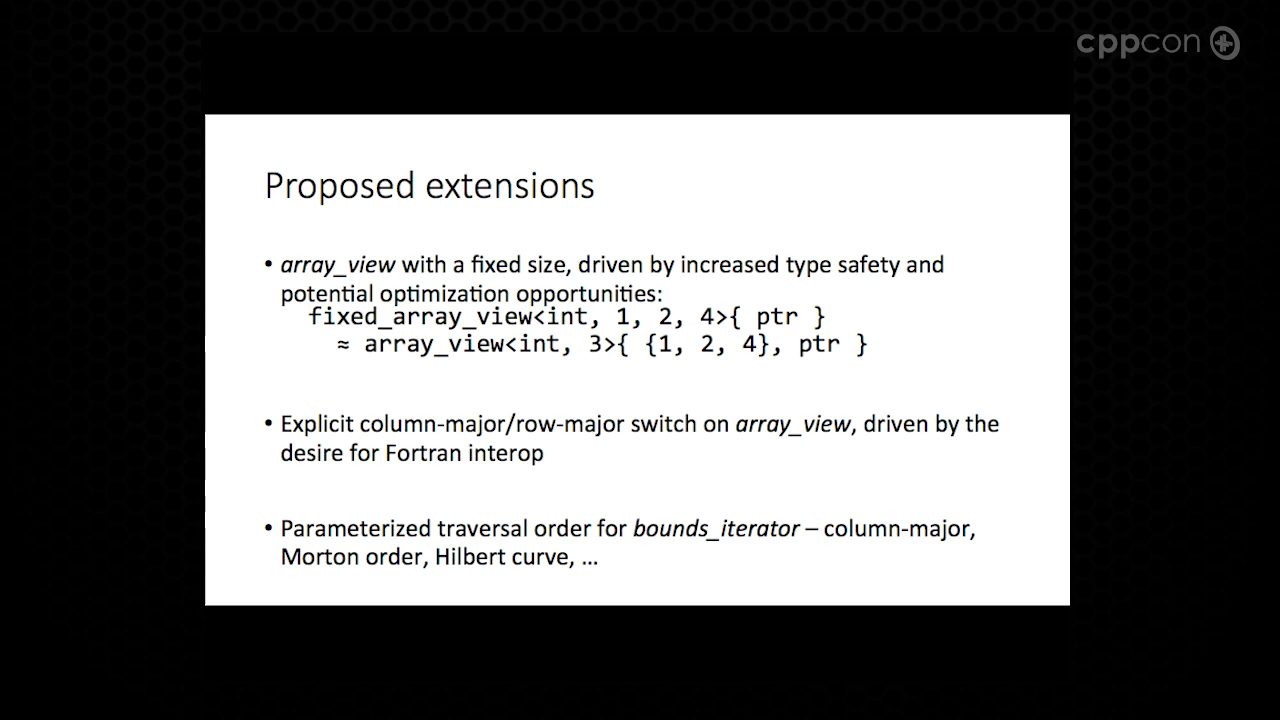 cppcon
Proposed extensions
• array_view with a fixed size, driven by increased type safety and
potential optimization opportunities:
fixed_array_view<int, 1, 2, 4>{ ptr }
≈ array_view<int, 3>{ {1, 2, 4}, ptr }
• Explicit column-major/row-major switch on array_view, driven by the
desire for Fortran interop
• Parameterized traversal order for bounds_iterator – column-major,
Morton order, Hilbert curve, …